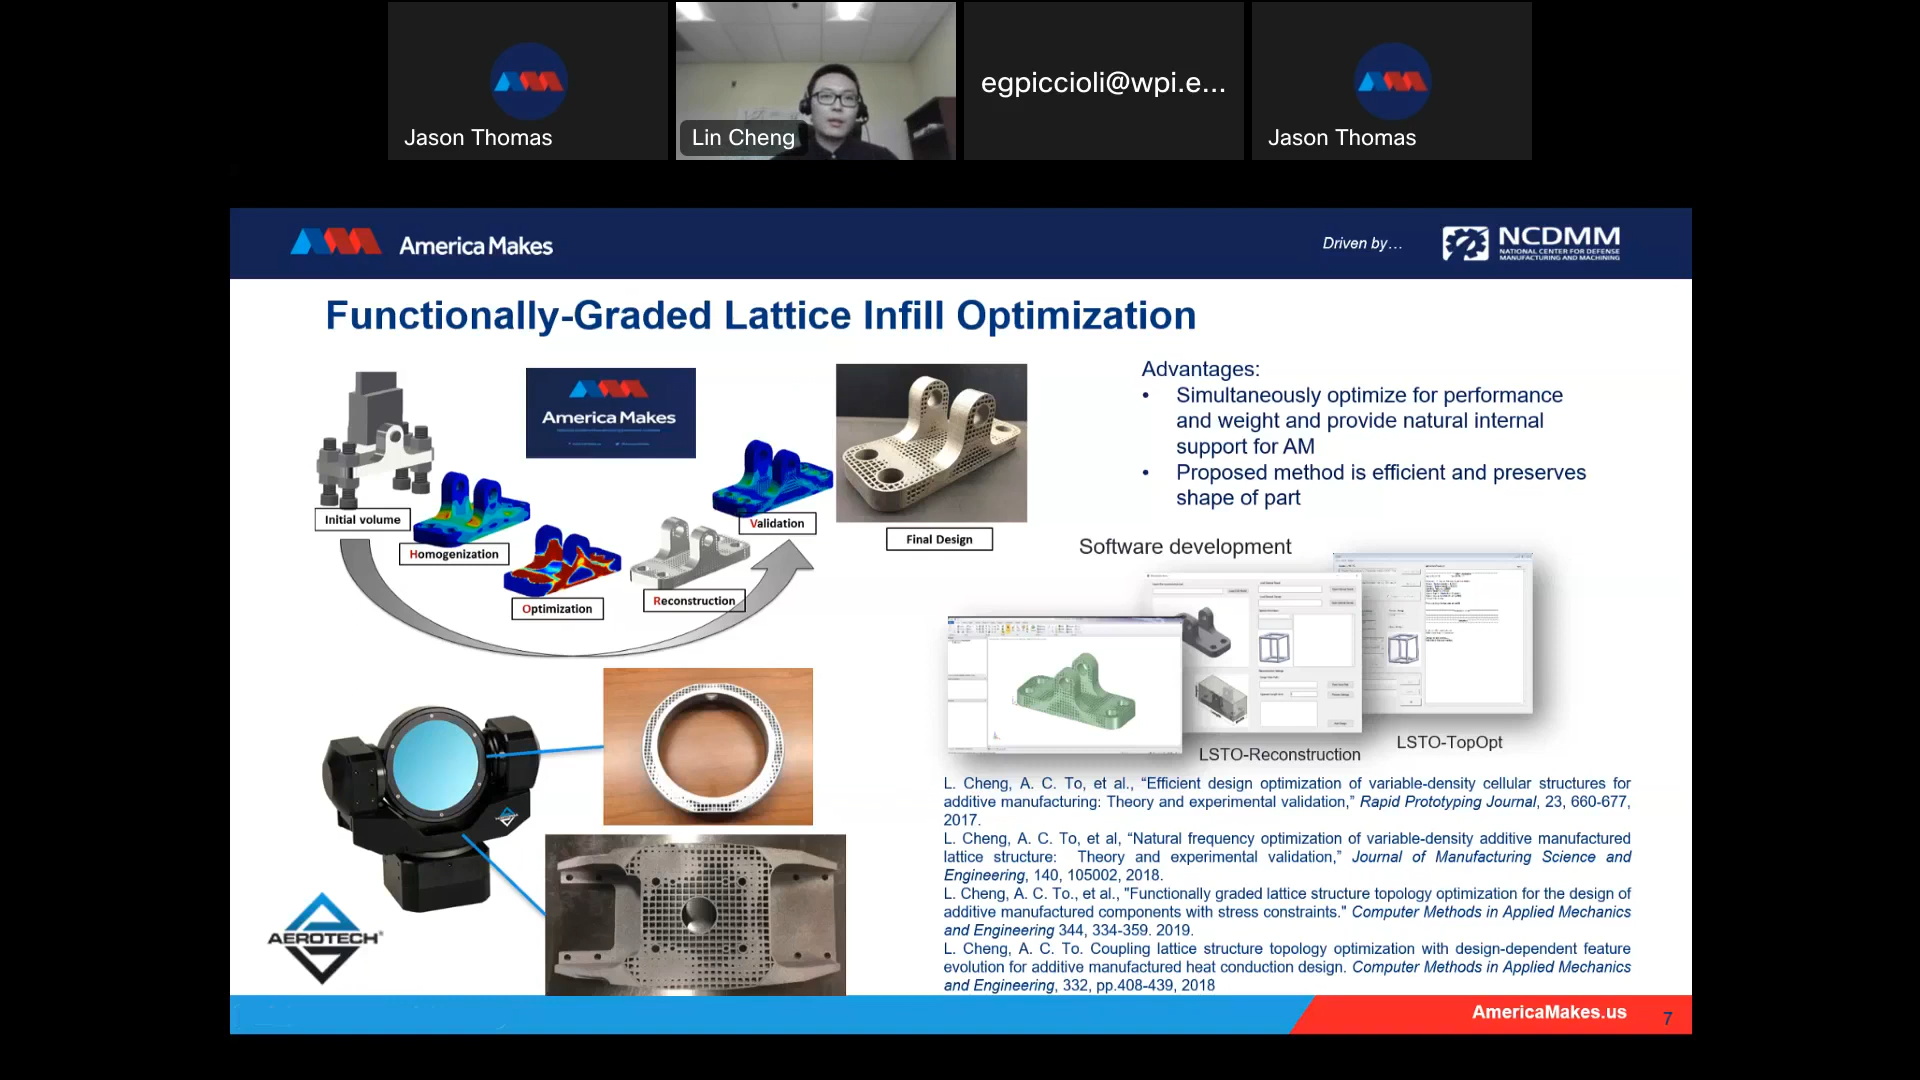 Jason Thomas
Lin Cheng
egpiccioli@wpi.e...
Jason Thomas
America Makes
Driven by…
NCDMM
NATIONAL CENTER FOR DEFENSE
MANUFACTURING AND MACHINING
Functionally-Graded Lattice Infill Optimization
America Makes
Initial volume
Homogenization
Optimization
Reconstruction
Validation
Final Design
Advantages:
• Simultaneously optimize for performance
and weight and provide natural internal
support for AM
• Proposed method is efficient and preserves
shape of part
Software development
LSTO-Reconstruction
LSTO-TopOpt
AEROTECH®
L. Cheng, A. C. To, et al., “Efficient design optimization of variable-density cellular structures for
additive manufacturing: Theory and experimental validation,” Rapid Prototyping Journal, 23, 660-677,
2017.
L. Cheng, A. C. To, et al, “Natural frequency optimization of variable-density additive manufactured
lattice structure: Theory and experimental validation,” Journal of Manufacturing Science and
Engineering, 140, 105002, 2018.
L. Cheng, A. C. To., et al., "Functionally graded lattice structure topology optimization for the design of
additive manufactured components with stress constraints." Computer Methods in Applied Mechanics
and Engineering 344, 334-359. 2019.
L. Cheng, A. C. To. Coupling lattice structure topology optimization with design-dependent feature
evolution for additive manufactured heat conduction design. Computer Methods in Applied Mechanics
and Engineering, 332, pp.408-439, 2018
AmericaMakes.us
7